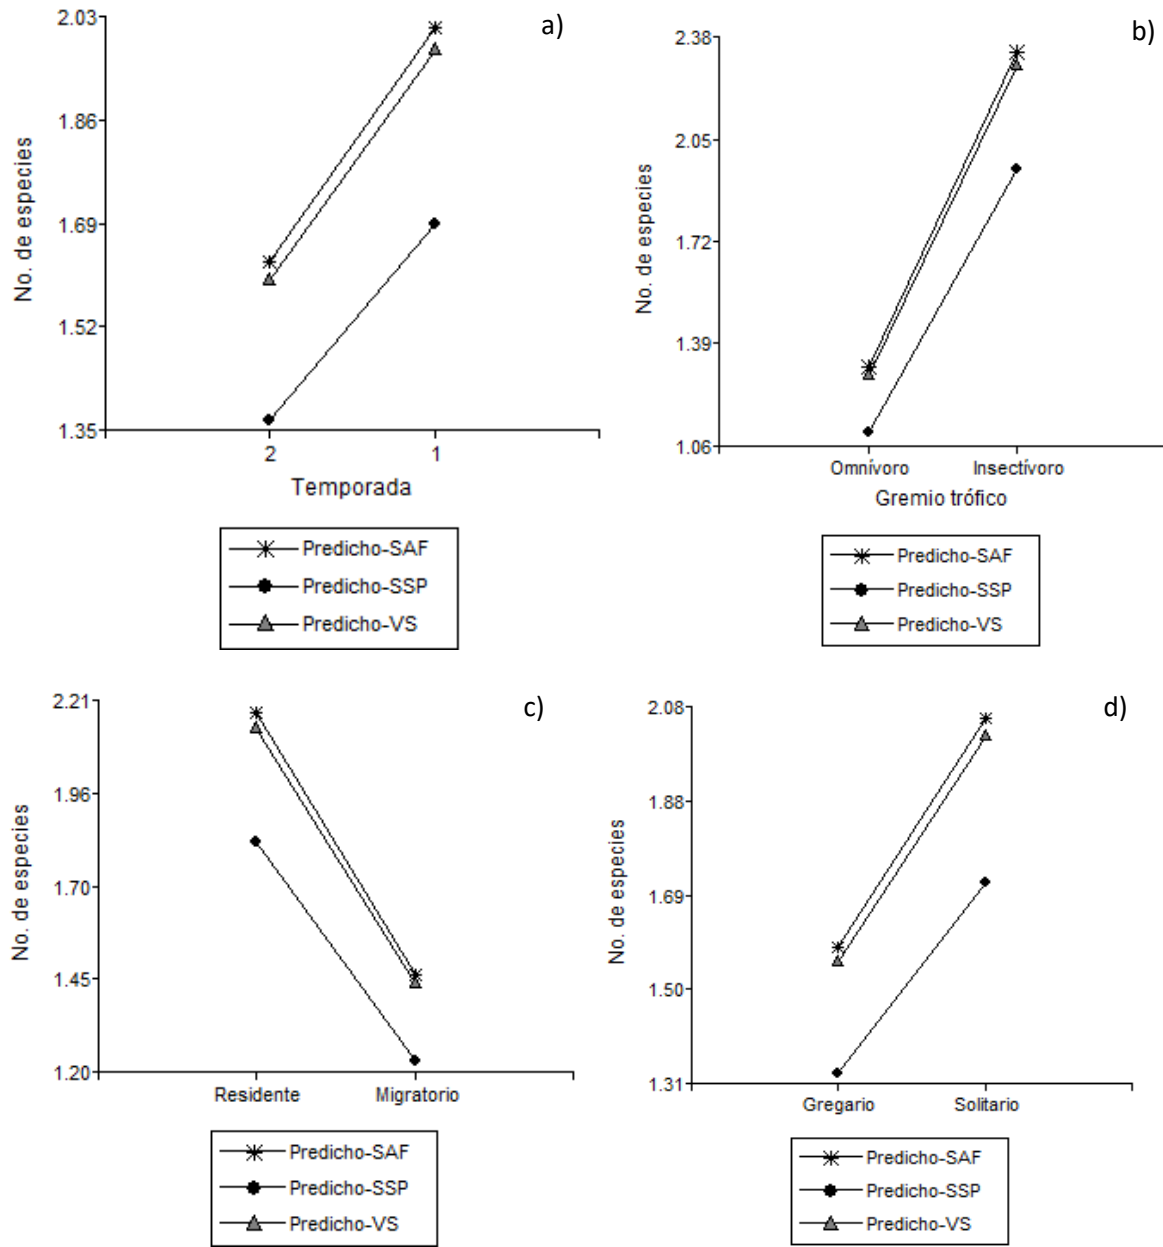 a)
2.03
1.86
1.69
1.52
1.35
No. de especies
2
1
Temporada
Predicho-SAF
Predicho-SSP
Predicho-VS
b)
2.38
2.05
1.72
1.39
1.06
No. de especies
Omnívoro
Insectívoro
Gremio trófico
Predicho-SAF
Predicho-SSP
Predicho-VS
c)
2.21
1.96
1.70
1.45
1.20
No. de especies
Residente
Migratorio
Predicho-SAF
Predicho-SSP
Predicho-VS
d)
2.08
1.88
1.69
1.50
1.31
No. de especies
Gregario
Solitario
Predicho-SAF
Predicho-SSP
Predicho-VS